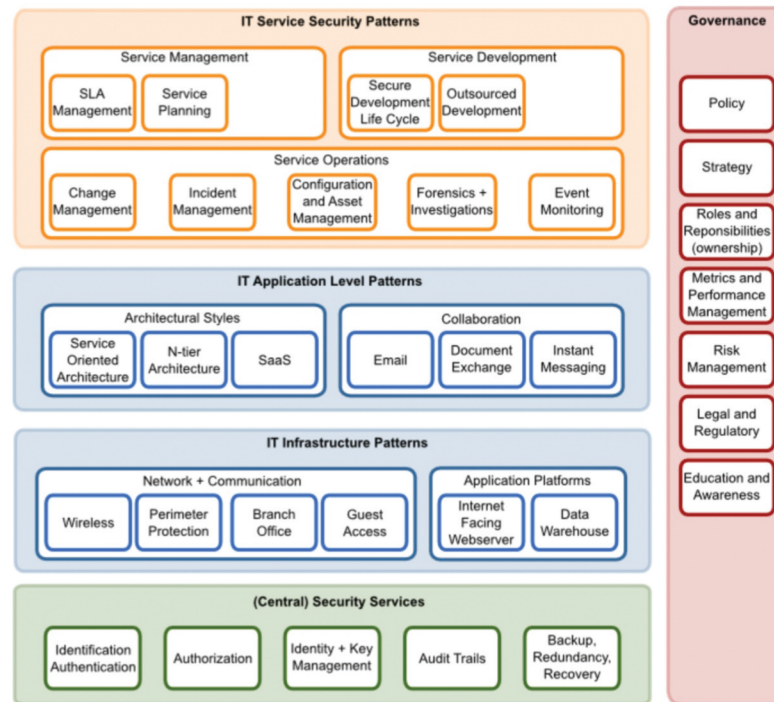 IT Service Security Patterns
Service Management
SLA
Management
Service
Planning
Service Development
Secure
Development
Life Cycle
Outsourced
Development
Service Operations
Change
Management
Incident
Management
Configuration
and Asset
Management
Forensics +
Investigations
Event
Monitoring
IT Application Level Patterns
Architectural Styles
Service
Oriented
Architecture
N-tier
Architecture
SaaS
Collaboration
Email
Document
Exchange
Instant
Messaging
IT Infrastructure Patterns
Network + Communication
Wireless
Perimeter
Protection
Branch
Office
Guest
Access
Application Platforms
Internet
Facing
Webserver
Data
Warehouse
(Central) Security Services
Identification
Authentication
Authorization
Identity + Key
Management
Audit Trails
Backup,
Redundancy,
Recovery
Governance
Policy
Strategy
Roles and
Reponsibilities
(ownership)
Metrics and
Performance
Management
Risk
Management
Legal and
Regulatory
Education and
Awareness